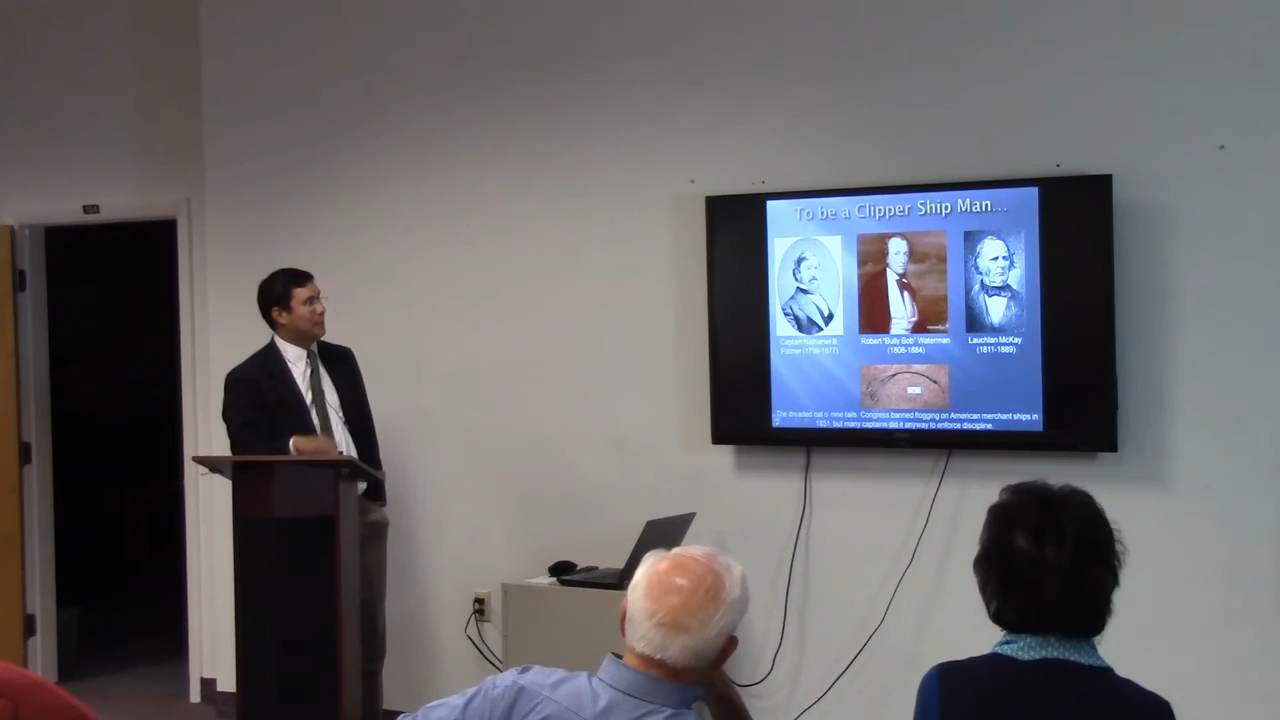 To be a Clipper Ship Man...
Captain Nathaniel B.
Palmer (1799-1877)
Robert "Bully Bob" Waterman
(1808-1884)
Lauchlan McKay
(1811-1889)
The dreaded cat o' nine tails. Congress banned flogging on American merchant ships in
1851, but many captains did it anyway to enforce discipline.